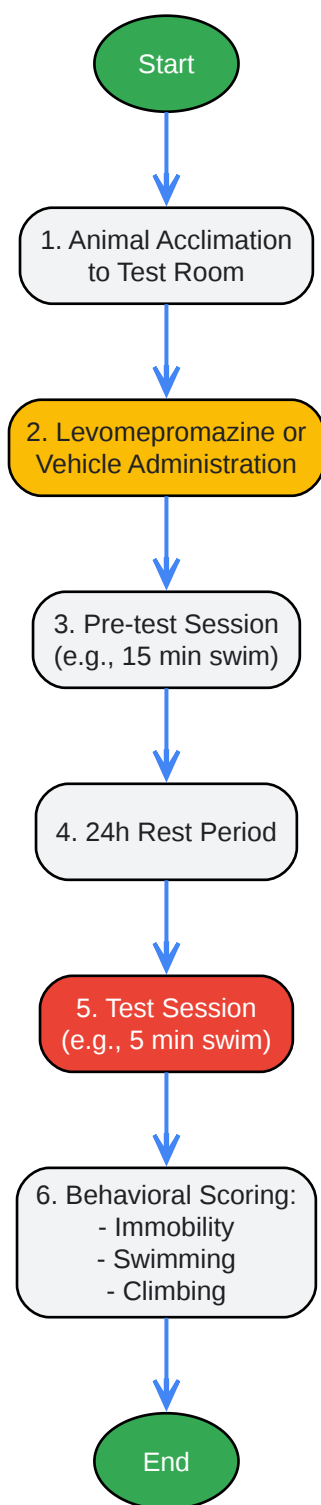 Start
1. Animal Acclimation
to Test Room
2. Levomepromazine or
Vehicle Administration
3. Pre-test Session
(e.g., 15 min swim)
4. 24h Rest Period
5. Test Session
(e.g., 5 min swim)
6. Behavioral Scoring:
- Immobility
- Swimming
- Climbing
End